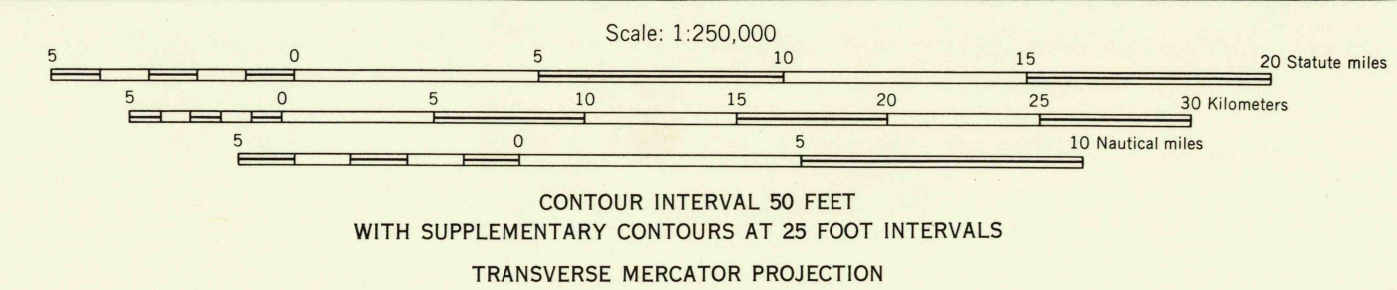 Scale: 1:250,000
5 0 5 10 15 20 Statute miles
5 0 5 10 15 20 25 30 Kilometers
5 0 5 10 Nautical miles
CONTOUR INTERVAL 50 FEET
WITH SUPPLEMENTARY CONTOURS AT 25 FOOT INTERVALS
TRANSVERSE MERCATOR PROJECTION